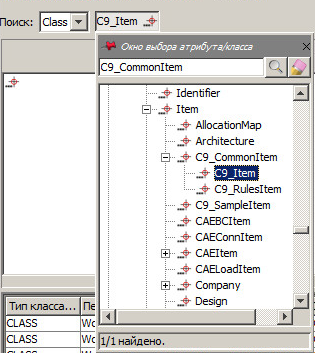 Поиск: Class C9_Item
Окно выбора атрибута/класса
C9_CommonItem
Identifier
Item
AllocationMap
Architecture
C9_CommonItem
C9_Item
C9_RulesItem
C9_SampleItem
CAEBCItem
CAEConnItem
CAEItem
CAELoadItem
Company
Design
Тип класса... Пе
CLASS Wo
CLASS Wo
CLASS Wo
1/1 найдено.